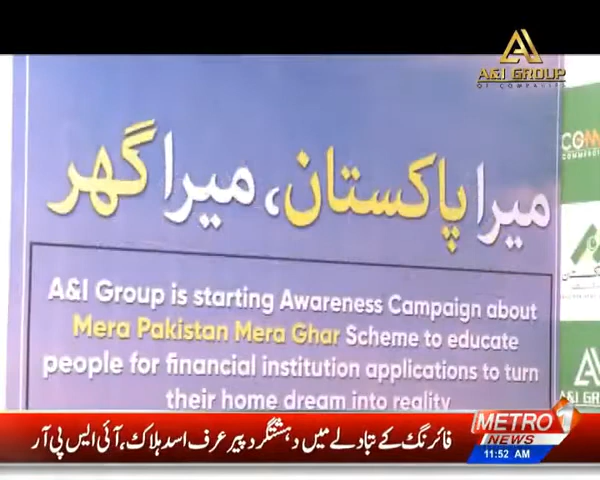 A&I GROUP
OF COMPANIES
میرا پاکستان، میرا گھر
A&I Group is starting Awareness Campaign about
Mera Pakistan Mera Ghar Scheme to educate
people for financial institution applications to turn
their home dream into reality
A&I GR
فائرنگ کے تبادلے میں دہشتگرد پیر عرف اسد ہلاک، آئی ایس پی آر
METRO 1
NEWS
11:52 AM